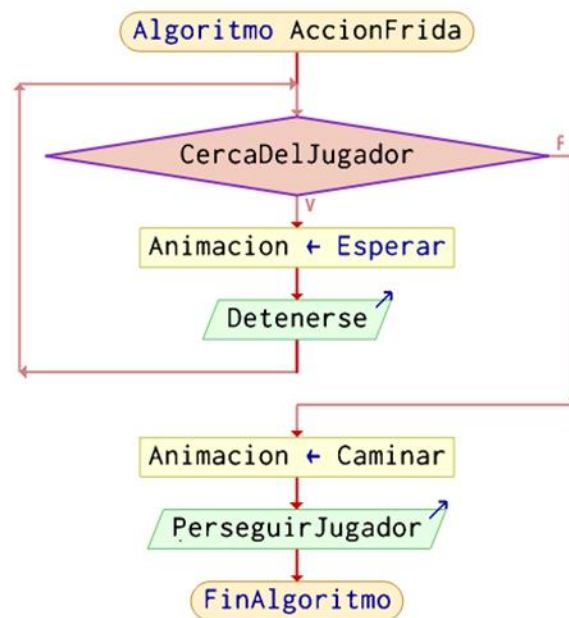 Algoritmo AccionFrida
CercaDelJugador
F
V
Animacion ← Esperar
Detenerse
Animacion ← Caminar
PerseguirJugador
FinAlgoritmo